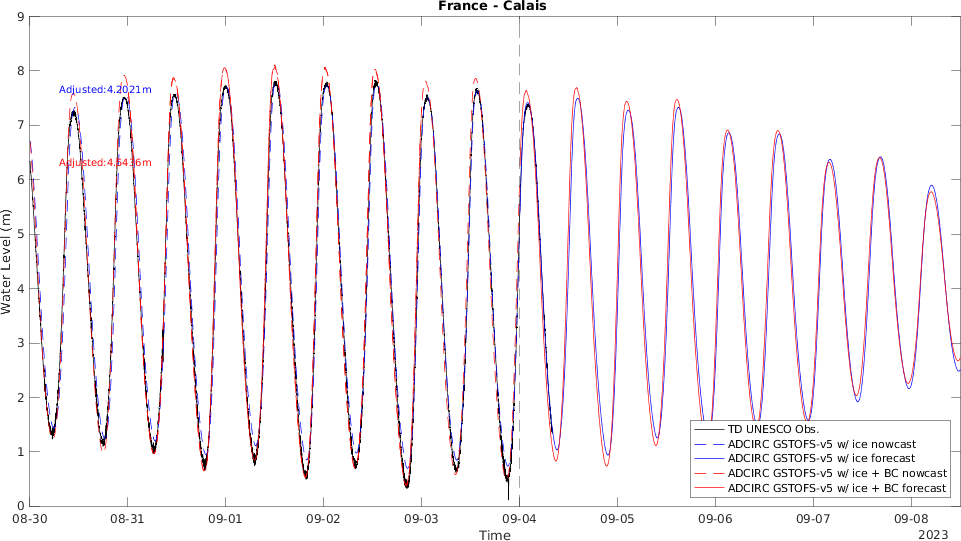 France - Calais
9
8
7
6
5
4
3
2
1
0
Water Level (m)
Adjusted:4.2021m
Adjusted:4.6436m
TD UNESCO Obs.
ADCIRC GSTOFS-v5 w/ ice nowcast
ADCIRC GSTOFS-v5 w/ ice forecast
ADCIRC GSTOFS-v5 w/ ice + BC nowcast
ADCIRC GSTOFS-v5 w/ ice + BC forecast
08-30 08-31 09-01 09-02 09-03 09-04 09-05 09-06 09-07 09-08
Time
2023